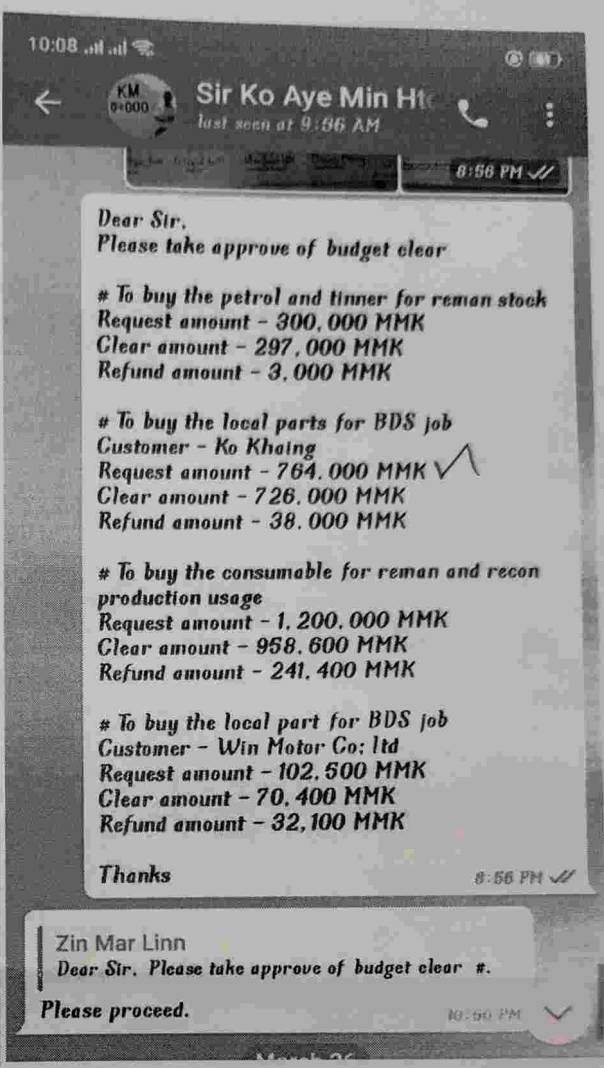 10:08
KM
0+000
Sir Ko Aye Min Ht
last seen at 9:56 AM
8:56 PM
Dear Sir.
Please take approve of budget clear
# To buy the petrol and tinner for reman stock
Request amount - 300,000 MMK
Clear amount - 297,000 MMK
Refund amount - 3,000 MMK
# To buy the local parts for BDS job
Customer - Ko Khaing
Request amount - 764,000 MMK
Clear amount - 726,000 MMK
Refund amount - 38,000 MMK
# To buy the consumable for reman and recon
production usage
Request amount - 1,200,000 MMK
Clear amount - 958,600 MMK
Refund amount - 241,400 MMK
# To buy the local part for BDS job
Customer - Win Motor Co; ltd
Request amount - 102,500 MMK
Clear amount - 70,400 MMK
Refund amount - 32,100 MMK
Thanks
8:56 PM
Zin Mar Linn
Dear Sir. Please take approve of budget clear #.
Please proceed.
10:50 PM